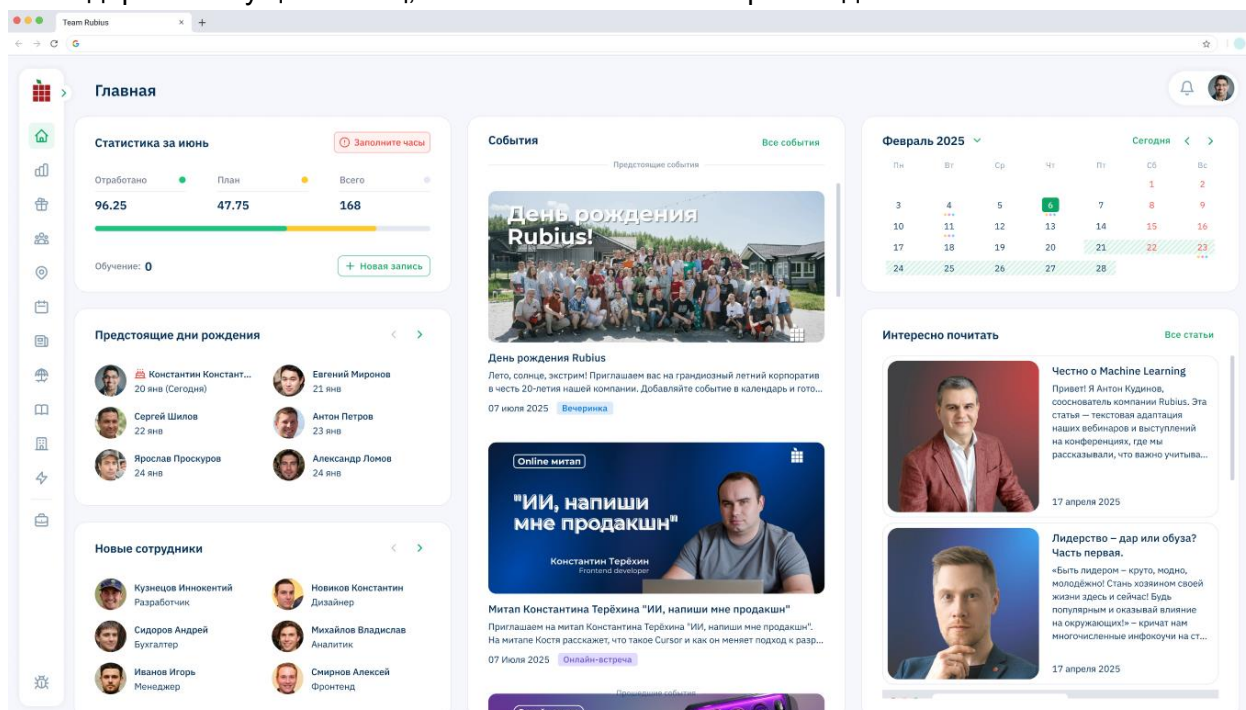 Team Rubius
Главная
Статистика за июнь
Заполните часы
Отработано
План
Всего
96.25
47.75
168
Обучение: 0
+ Новая запись
Предстоящие дни рождения
Константин Констант...
20 янв (Сегодня)
Евгений Миронов
21 янв
Сергей Шилов
22 янв
Антон Петров
23 янв
Ярослав Проскуров
24 янв
Александр Ломов
24 янв
Новые сотрудники
Кузнецов Иннокентий
Разработчик
Новиков Константин
Дизайнер
Сидоров Андрей
Бухгалтер
Михайлов Владислав
Аналитик
Иванов Игорь
Менеджер
Смирнов Алексей
Фронтенд
События
Все события
Предстоящие события
День рождения
Rubius!
День рождения Rubius
Лето, солнце, экстрим! Приглашаем вас на грандиозный летний корпоратив
в честь 20-летия нашей компании. Добавляйте событие в календарь и гото...
07 июля 2025 Вечеринка
Online митап
"ИИ, напиши
мне продакшн"
Константин Терёхин
Frontend developer
Митап Константина Терёхина "ИИ, напиши мне продакшн"
Приглашаем на митап Константина Терёхина "ИИ, напиши мне продакшн".
На митапе Костя расскажет, что такое Cursor и как он меняет подход к разр...
07 Июля 2025 Онлайн-встреча
Прошедшие события
Февраль 2025
Сегодня
Пн Вт Ср Чт Пт Сб Вс
1 2
3 4 5 6 7 8 9
10 11 12 13 14 15 16
17 18 19 20 21 22 23
24 25 26 27 28
Интересно почитать
Все статьи
Честно о Machine Learning
Привет! Я Антон Кудинов,
сооснователь компании Rubius. Эта
статья — текстовая адаптация
наших вебинаров и выступлений
на конференциях, где мы
рассказывали, что важно учитыва...
17 апреля 2025
Лидерство – дар или обуза?
Часть первая.
«Быть лидером – круто, модно,
молодёжно! Стань хозяином своей
жизни здесь и сейчас! Будь
популярным и оказывай влияние
на окружающих!» – кричат нам
многочисленные инфокоучи на ст...
17 апреля 2025